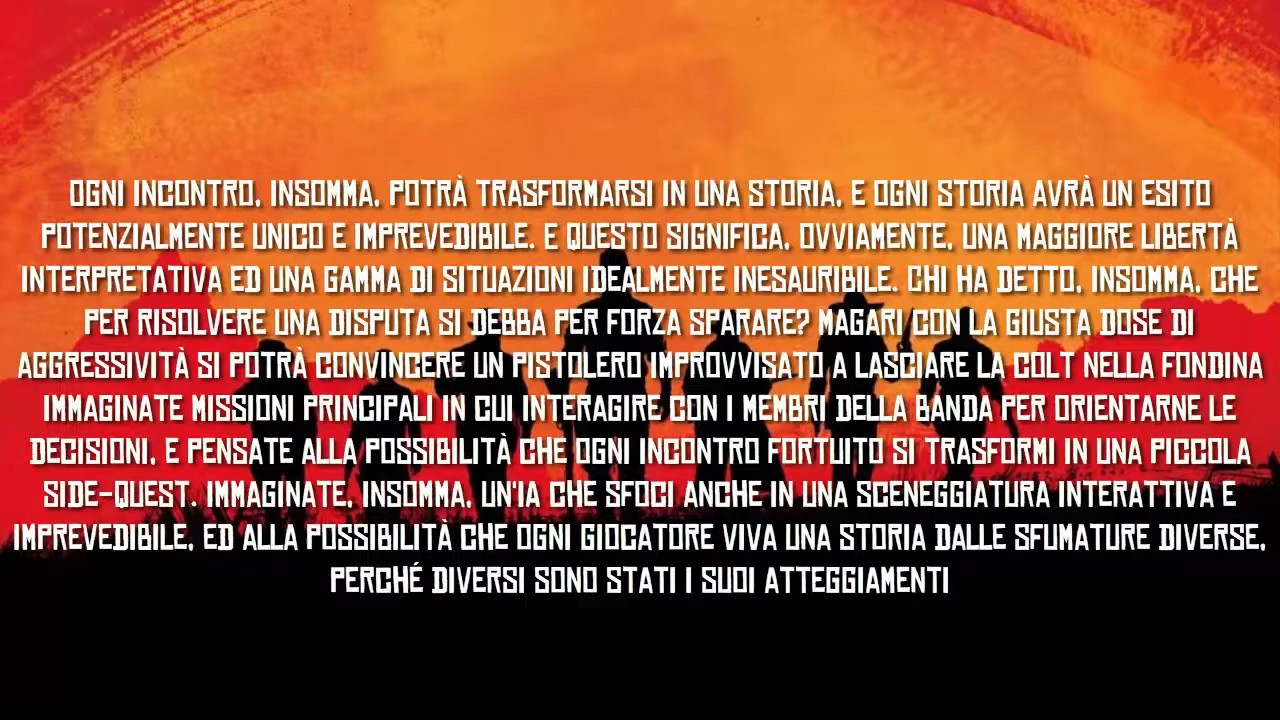 OGNI INCONTRO, INSOMMA, POTRÀ TRASFORMARSI IN UNA STORIA, E OGNI STORIA AVRÀ UN ESITO
POTENZIALMENTE UNICO E IMPREVEDIBILE. E QUESTO SIGNIFICA, OVVIAMENTE, UNA MAGGIORE LIBERTÀ
INTERPRETATIVA ED UNA GAMMA DI SITUAZIONI IDEALMENTE INESAURIBILE. CHI HA DETTO, INSOMMA, CHE
PER RISOLVERE UNA DISPUTA SI DEBBA PER FORZA SPARARE? MAGARI CON LA GIUSTA DOSE DI
AGGRESSIVITÀ SI POTRÀ CONVINCERE UN PISTOLERO IMPROVVISATO A LASCIARE LA COLT NELLA FONDINA
IMMAGINATE MISSIONI PRINCIPALI IN CUI INTERAGIRE CON I MEMBRI DELLA BANDA PER ORIENTARNE LE
DECISIONI, E PENSATE ALLA POSSIBILITÀ CHE OGNI INCONTRO FORTUITO SI TRASFORMI IN UNA PICCOLA
SIDE-QUEST. IMMAGINATE, INSOMMA, UN'IA CHE SFOCI ANCHE IN UNA SCENEGGIATURA INTERATTIVA E
IMPREVEDIBILE, ED ALLA POSSIBILITÀ CHE OGNI GIOCATORE VIVA UNA STORIA DALLE SFUMATURE DIVERSE,
PERCHÉ DIVERSI SONO STATI I SUOI ATTEGGIAMENTI